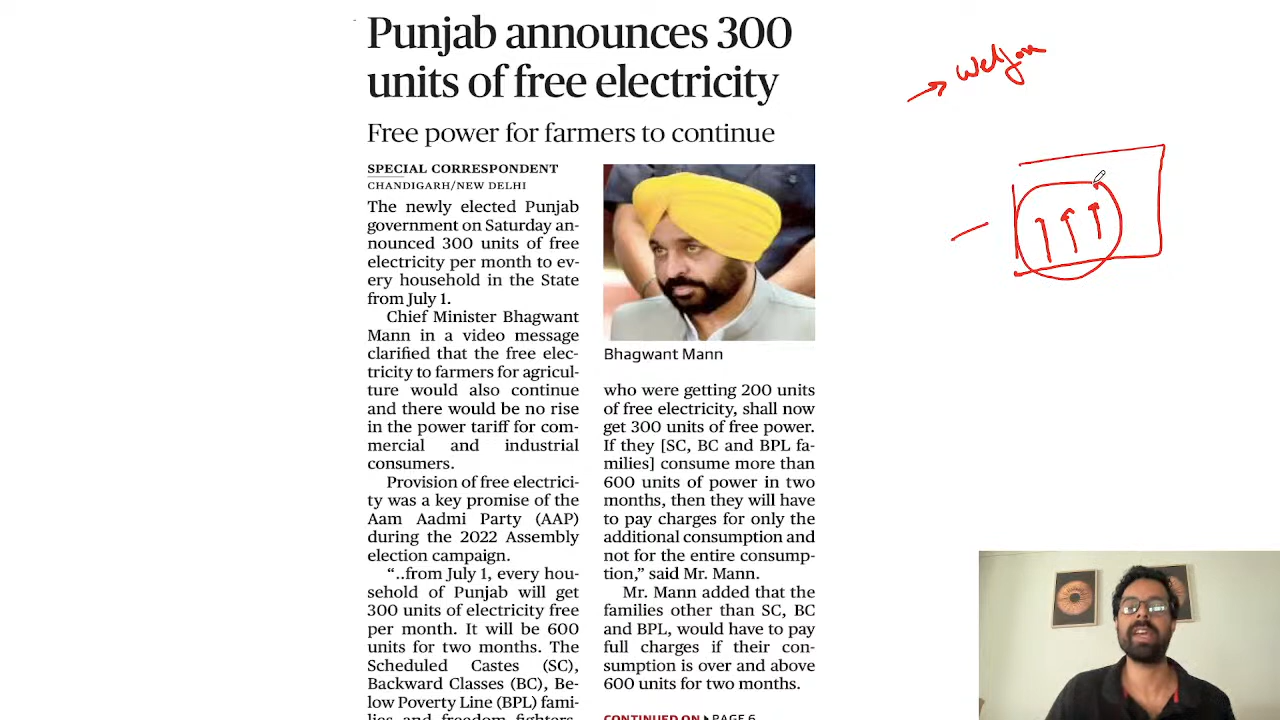 Punjab announces 300
units of free electricity
Free power for farmers to continue
SPECIAL CORRESPONDENT
CHANDIGARH/NEW DELHI
The newly elected Punjab
government on Saturday an-
nounced 300 units of free
electricity per month to ev-
ery household in the State
from July 1.
Chief Minister Bhagwant
Mann in a video message
clarified that the free elec-
tricity to farmers for agricul-
ture would also continue
and there would be no rise
in the power tariff for com-
mercial and industrial
consumers.
Provision of free electrici-
ty was a key promise of the
Aam Aadmi Party (AAP)
during the 2022 Assembly
election campaign.
“..from July 1, every hou-
sehold of Punjab will get
300 units of electricity free
per month. It will be 600
units for two months. The
Scheduled Castes (SC),
Backward Classes (BC), Be-
low Poverty Line (BPL) fami-
lies and freedom fighters,
Bhagwant Mann
who were getting 200 units
of free electricity, shall now
get 300 units of free power.
If they [SC, BC and BPL fa-
milies] consume more than
600 units of power in two
months, then they will have
to pay charges for only the
additional consumption and
not for the entire consump-
tion,” said Mr. Mann.
Mr. Mann added that the
families other than SC, BC
and BPL, would have to pay
full charges if their con-
sumption is over and above
600 units for two months.
CONTINUED ON PAGE 6